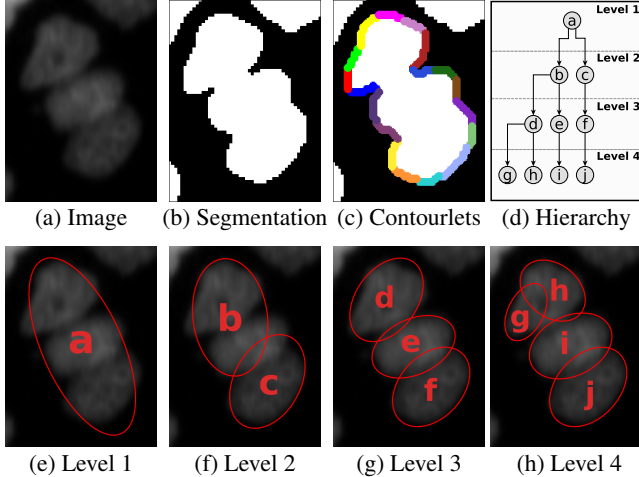 Level 1
a
Level 2
b c
Level 3
d e f
Level 4
g h i j
(a) Image (b) Segmentation (c) Contourlets (d) Hierarchy
a
b
c
d
e
f
h
g
i
j
(e) Level 1 (f) Level 2 (g) Level 3 (h) Level 4